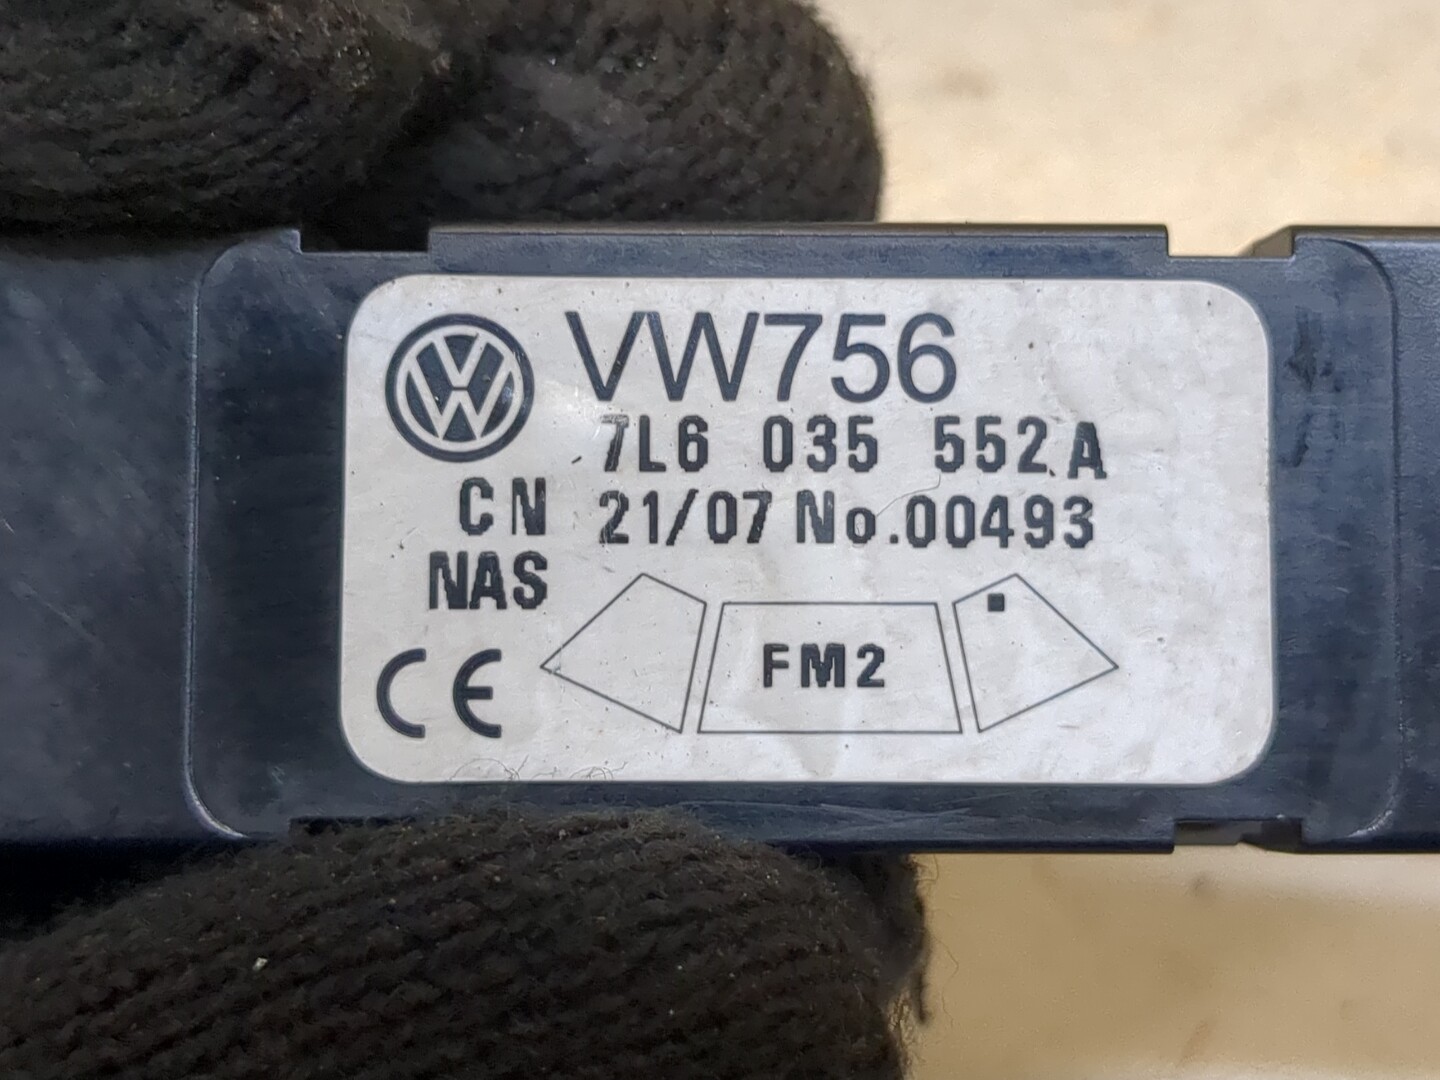 VW756
7L6 035 552 A
CN 21/07 No.00493
NAS
FM2
CE